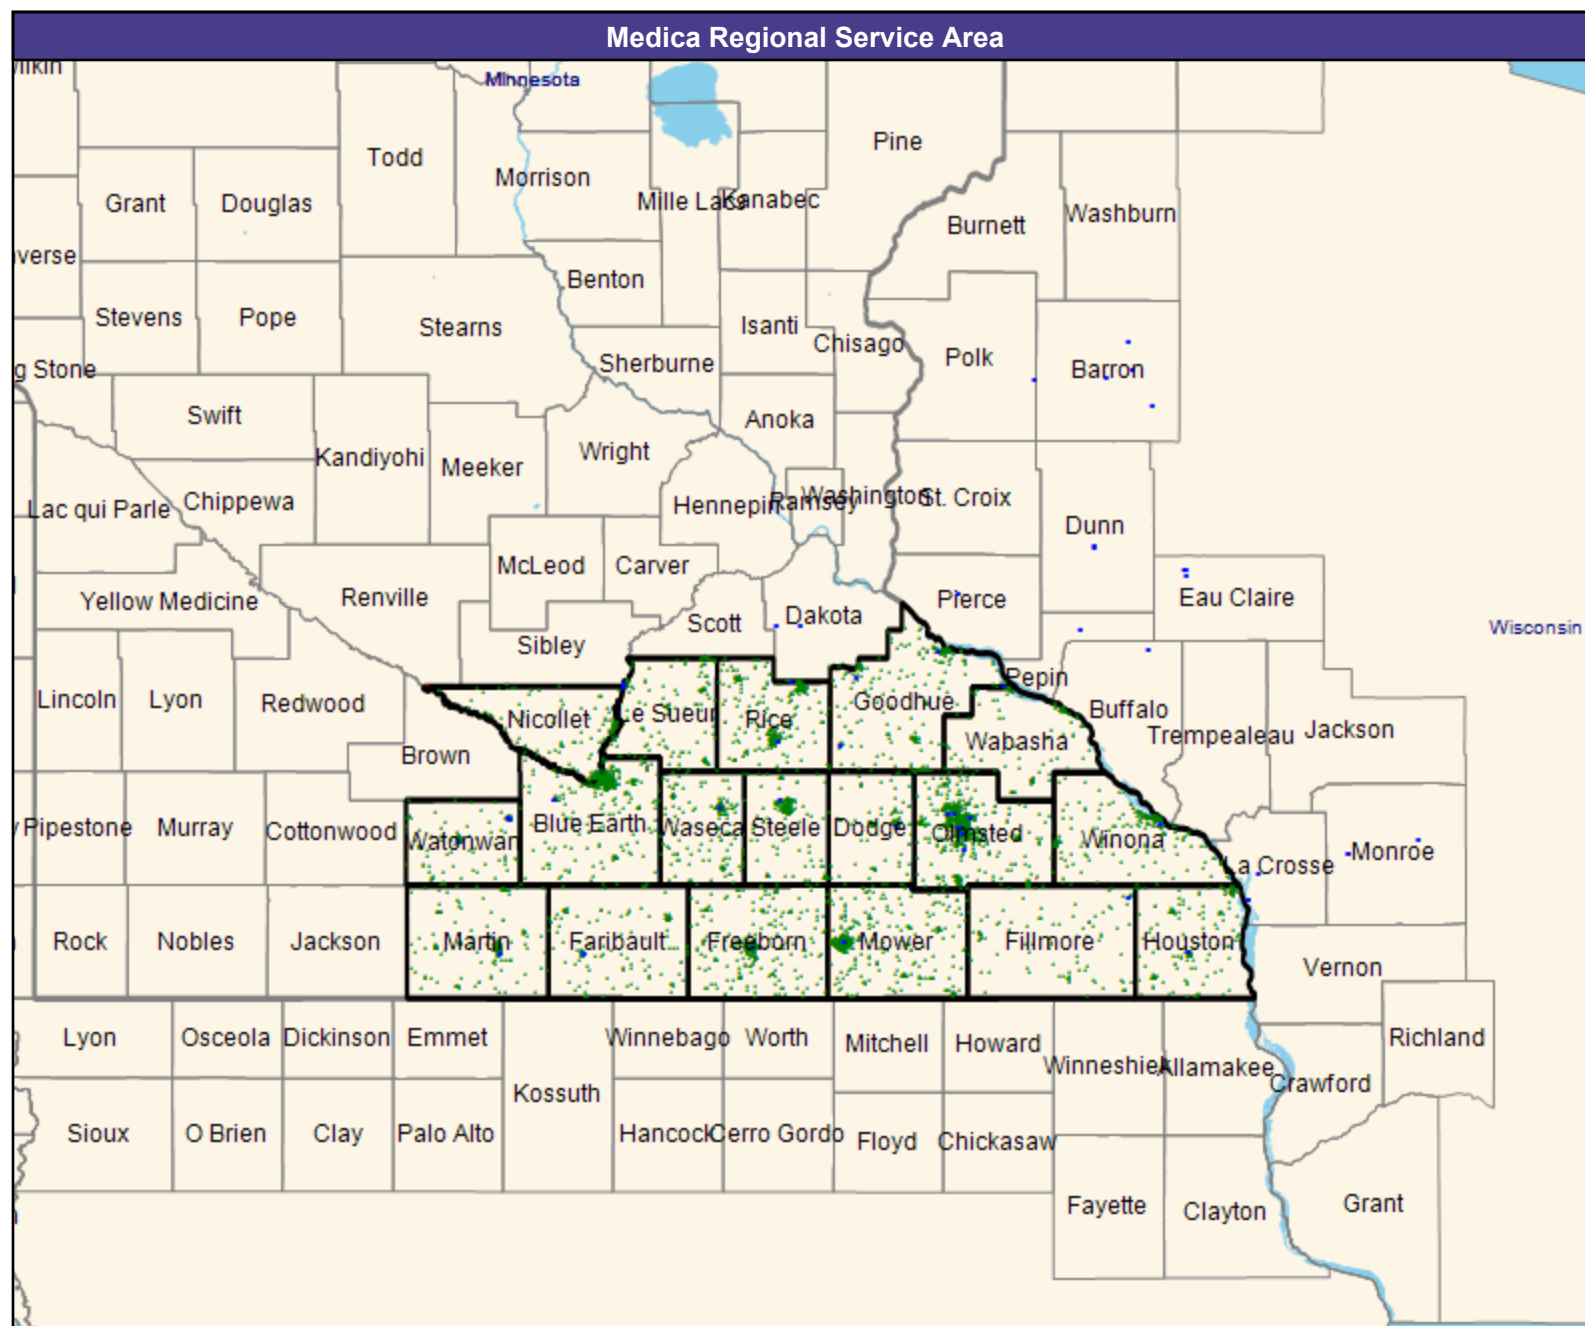 Medica Regional Service Area
Minnesota
Pine
Todd
Morrison
Mille Lacs
Kanabec
Grant
Douglas
Burnett
Washburn
Benton
Stevens
Pope
Stearns
Isanti
Chisago
Sherburne
Polk
Barron
g Stone
Swift
Anoka
Kandiyohi
Meeker
Wright
Lac qui Parle
Chippewa
Hennepin
Ramsey
Washington
St. Croix
Dunn
McLeod
Carver
Yellow Medicine
Renville
Pierce
Eau Claire
Scott
Dakota
Wisconsin
Sibley
Lincoln
Lyon
Redwood
Nicollet
Le Sueur
Rice
Goodhue
Pepin
Buffalo
Trempealeau
Jackson
Brown
Wabasha
Pipestone
Murray
Cottonwood
Watonwan
Blue Earth
Waseca
Steele
Dodge
Olmsted
Winona
La Crosse
Monroe
Rock
Nobles
Jackson
Martin
Faribault
Freeborn
Mower
Fillmore
Houston
Vernon
Lyon
Osceola
Dickinson
Emmet
Winnebago
Worth
Mitchell
Howard
Richland
Kossuth
Winneshiek
Allamakee
Crawford
Sioux
O Brien
Clay
Palo Alto
Hancock
Cerro Gordo
Floyd
Chickasaw
Fayette
Clayton
Grant